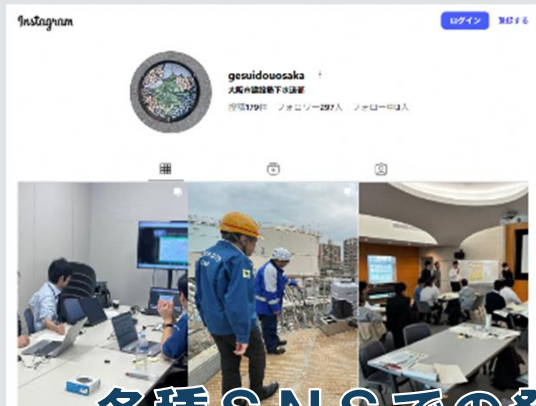 Instagram
ログイン 登録する
gesuidouosaka
大阪市建設局下水道部
投稿179件 フォロワー297人 フォロー中3人
各種ＳＮＳでの